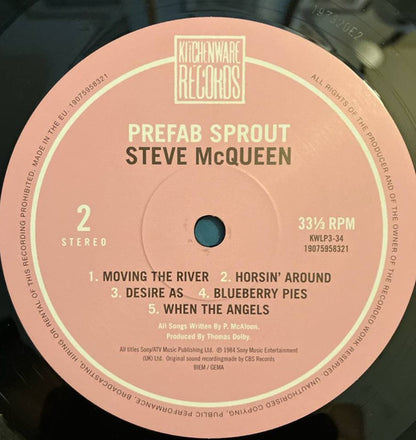 KITCHENWARE
RECORDS
PREFAB SPROUT
STEVE McQUEEN
2
STEREO
33⅓ RPM
KWLP3-34
19075958321
1. MOVING THE RIVER 2. HORSIN' AROUND
3. DESIRE AS 4. BLUEBERRY PIES
5. WHEN THE ANGELS
All Songs Written By P. McAloon.
Produced By Thomas Dolby.
All titles Sony/ATV Music Publishing Ltd. ℗ 1984 Sony Music Entertainment
(UK) Ltd. Original sound recordingmade by CBS Records
BIEM / GEMA
ALL RIGHTS OF THE PRODUCER AND OF THE OWNER OF THE RECORDED WORK RESERVED. UNAUTHORISED COPYING, PUBLIC PERFORMANCE, BROADCASTING, HIRING OR RENTAL OF THIS RECORDING PROHIBITED. MADE IN THE EU. 19075958321